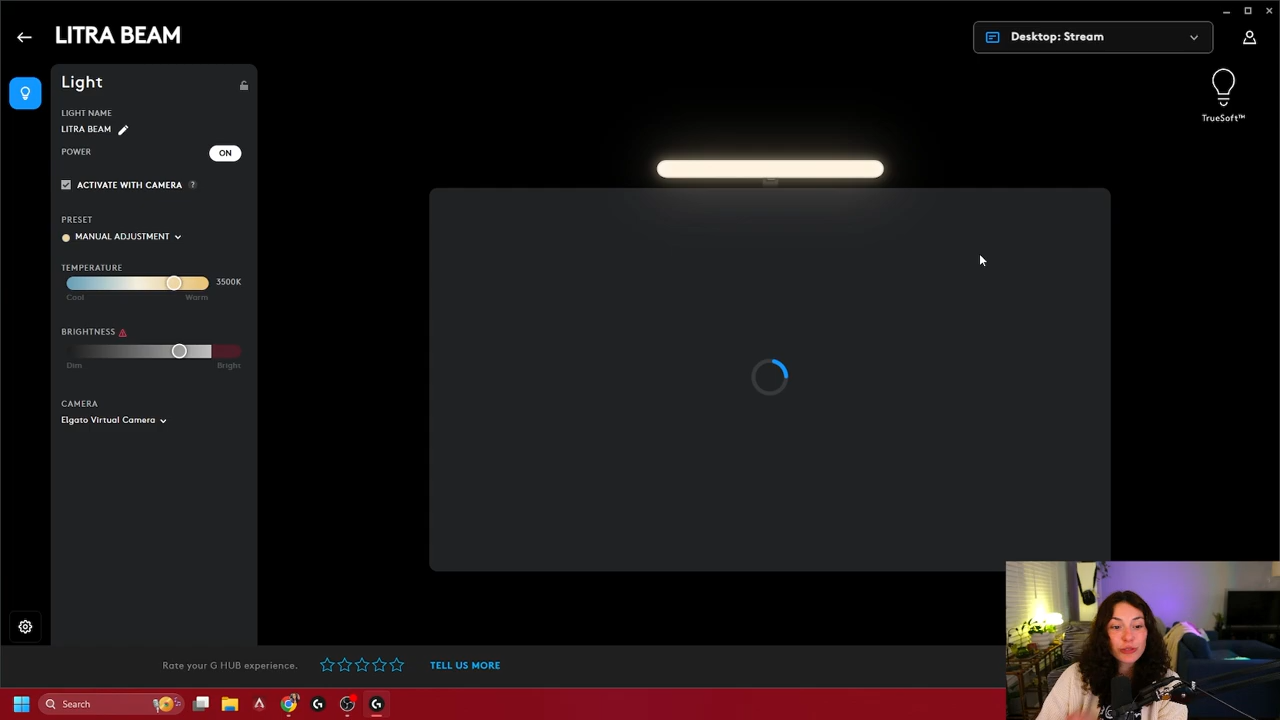 LITRA BEAM
Desktop: Stream
TrueSoft™
Light
LIGHT NAME
LITRA BEAM
POWER
ON
ACTIVATE WITH CAMERA ?
PRESET
MANUAL ADJUSTMENT
TEMPERATURE
3500K
Cool Warm
BRIGHTNESS
Dim Bright
CAMERA
Elgato Virtual Camera
Rate your G HUB experience.
TELL US MORE
Search